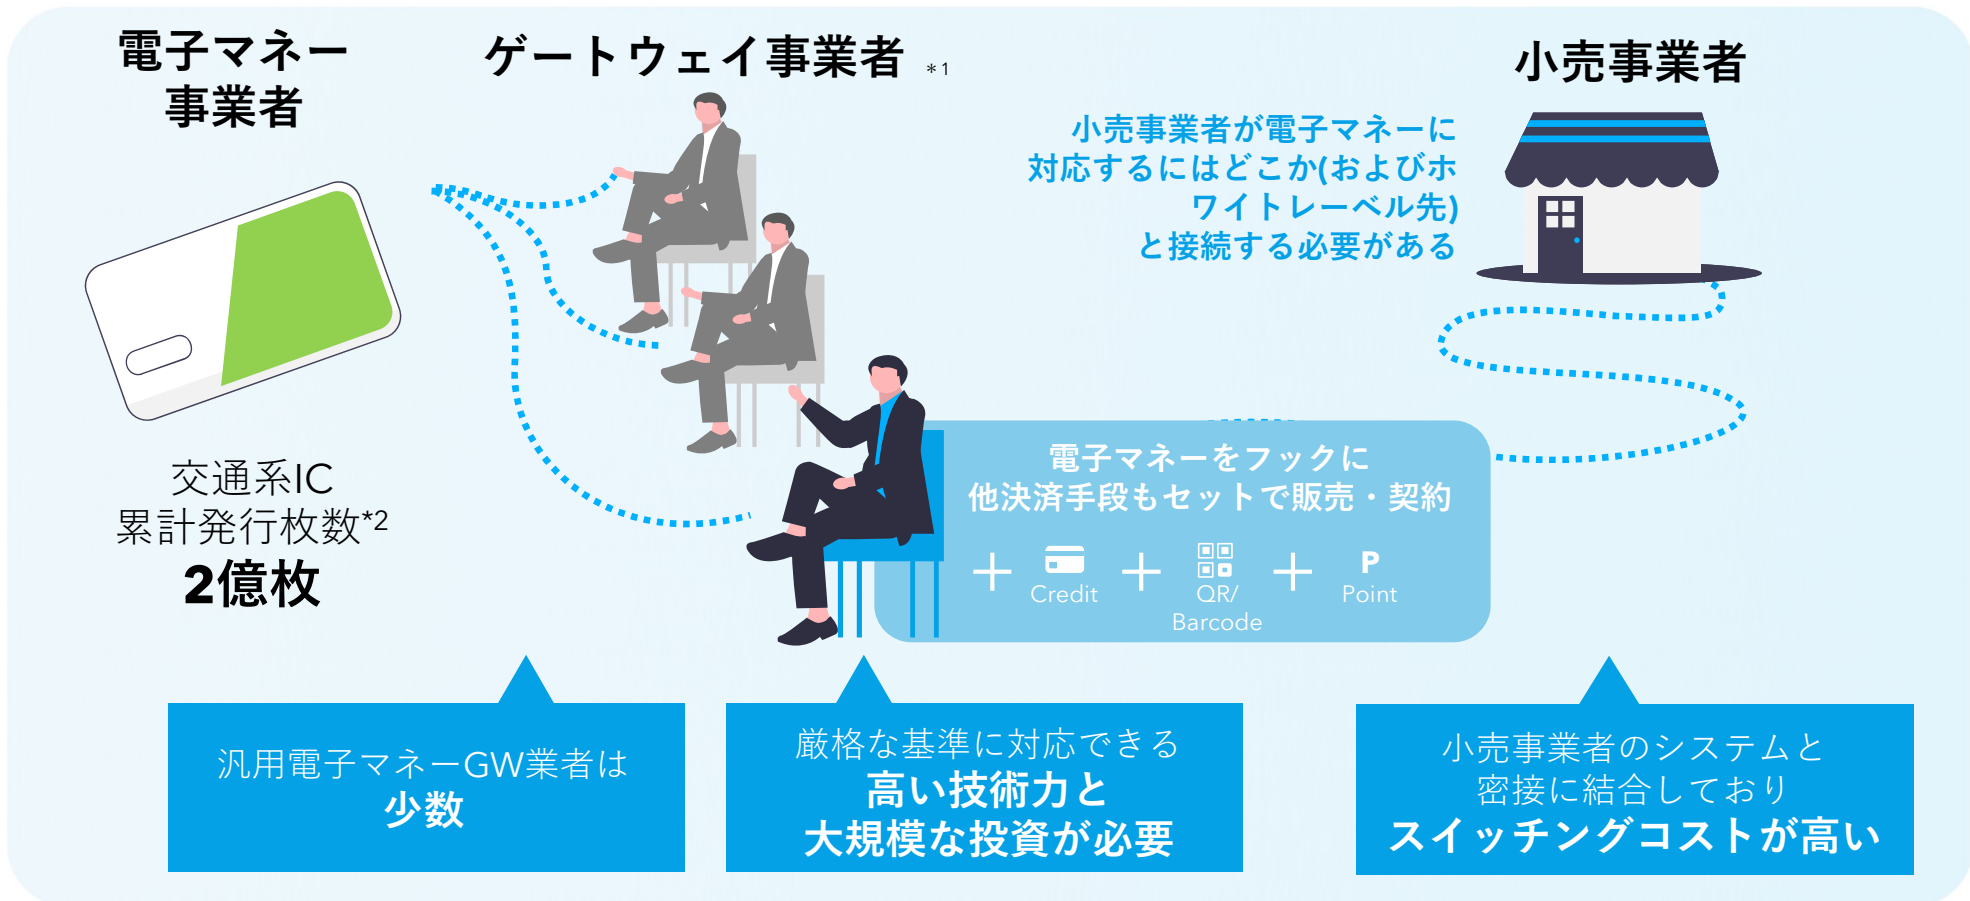 電子マネー
事業者
ゲートウェイ事業者 *1
小売事業者
小売事業者が電子マネーに
対応するにはどこか(およびホ
ワイトレーベル先)
と接続する必要がある
交通系IC
累計発行枚数*2
2億枚
電子マネーをフックに
他決済手段もセットで販売・契約
Credit
QR/
Barcode
P
Point
汎用電子マネーGW業者は
少数
厳格な基準に対応できる
高い技術力と
大規模な投資が必要
小売事業者のシステムと
密接に結合しており
スイッチングコストが高い